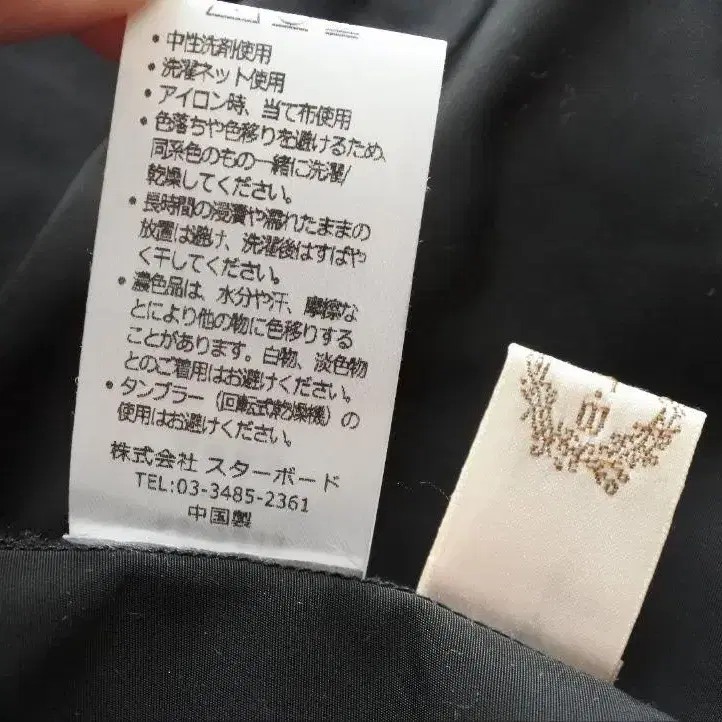 • 中性洗剤使用
• 洗濯ネット使用
• アイロン時、当て布使用
• 色落ちや色移りを避けるため、
同系色のもの一緒に洗濯/
乾燥してください。
• 長時間の浸漬や濡れたままの
放置は避け、洗濯後はすばや
く干してください。
• 濃色品は、水分や汗、摩擦な
とにより他の物に色移りする
ことがあります。白物、淡色物
とのご着用はお避けください。
• タンブラー（回転式乾燥機）の
使用はお避けください。
株式会社 スターボード
TEL:03-3485-2361
中国製